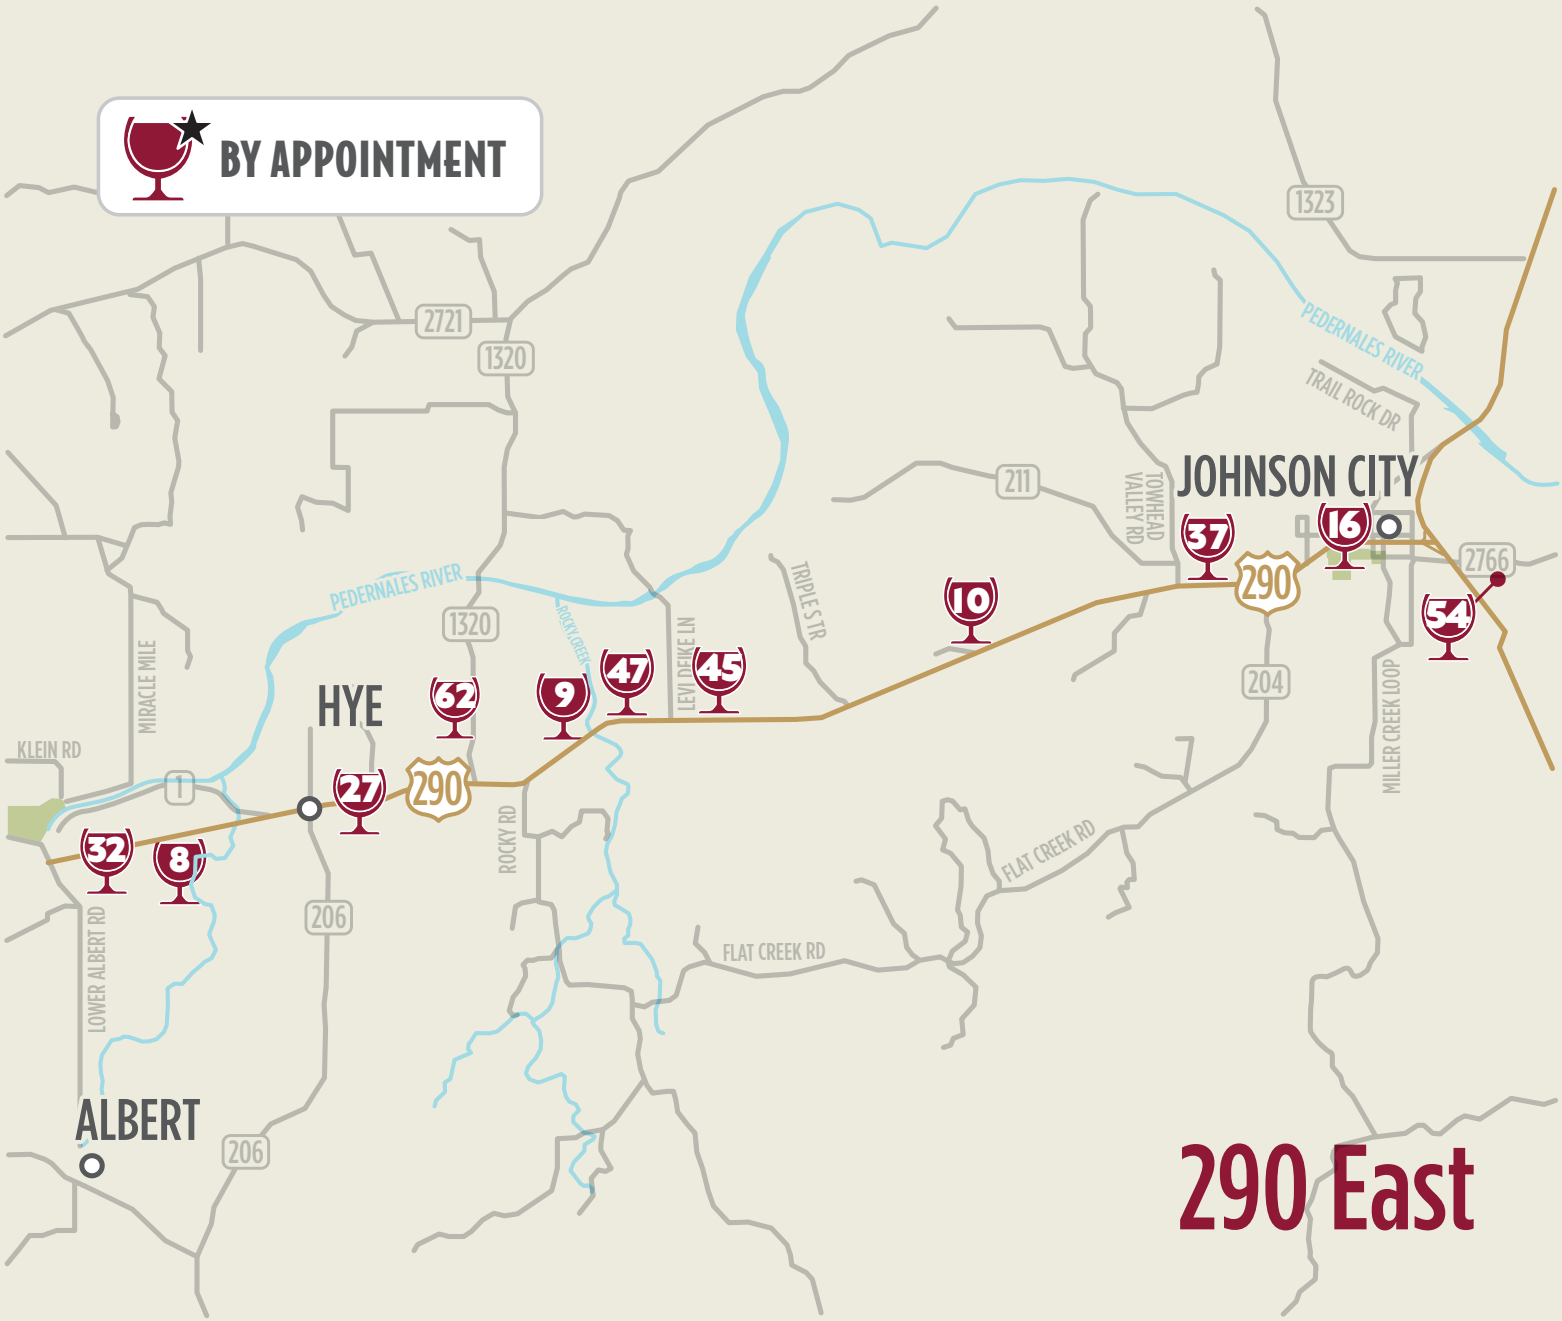 BY APPOINTMENT
1323
2721
1320
PEDERNALES RIVER
TRAIL ROCK DR
JOHNSON CITY
211
TOWHEAD
VALLEY RD
16
37
290
2766
54
PEDERNALES RIVER
1320
ROCKY CREEK
TRIPLE S TR
10
MIRACLE MILE
HYE
62
9
47
LEVI DEIKE LN
45
204
MILLER CREEK LOOP
KLEIN RD
1
27
290
ROCKY RD
32
8
FLAT CREEK RD
206
LOWER ALBERT RD
FLAT CREEK RD
ALBERT
206
290 East